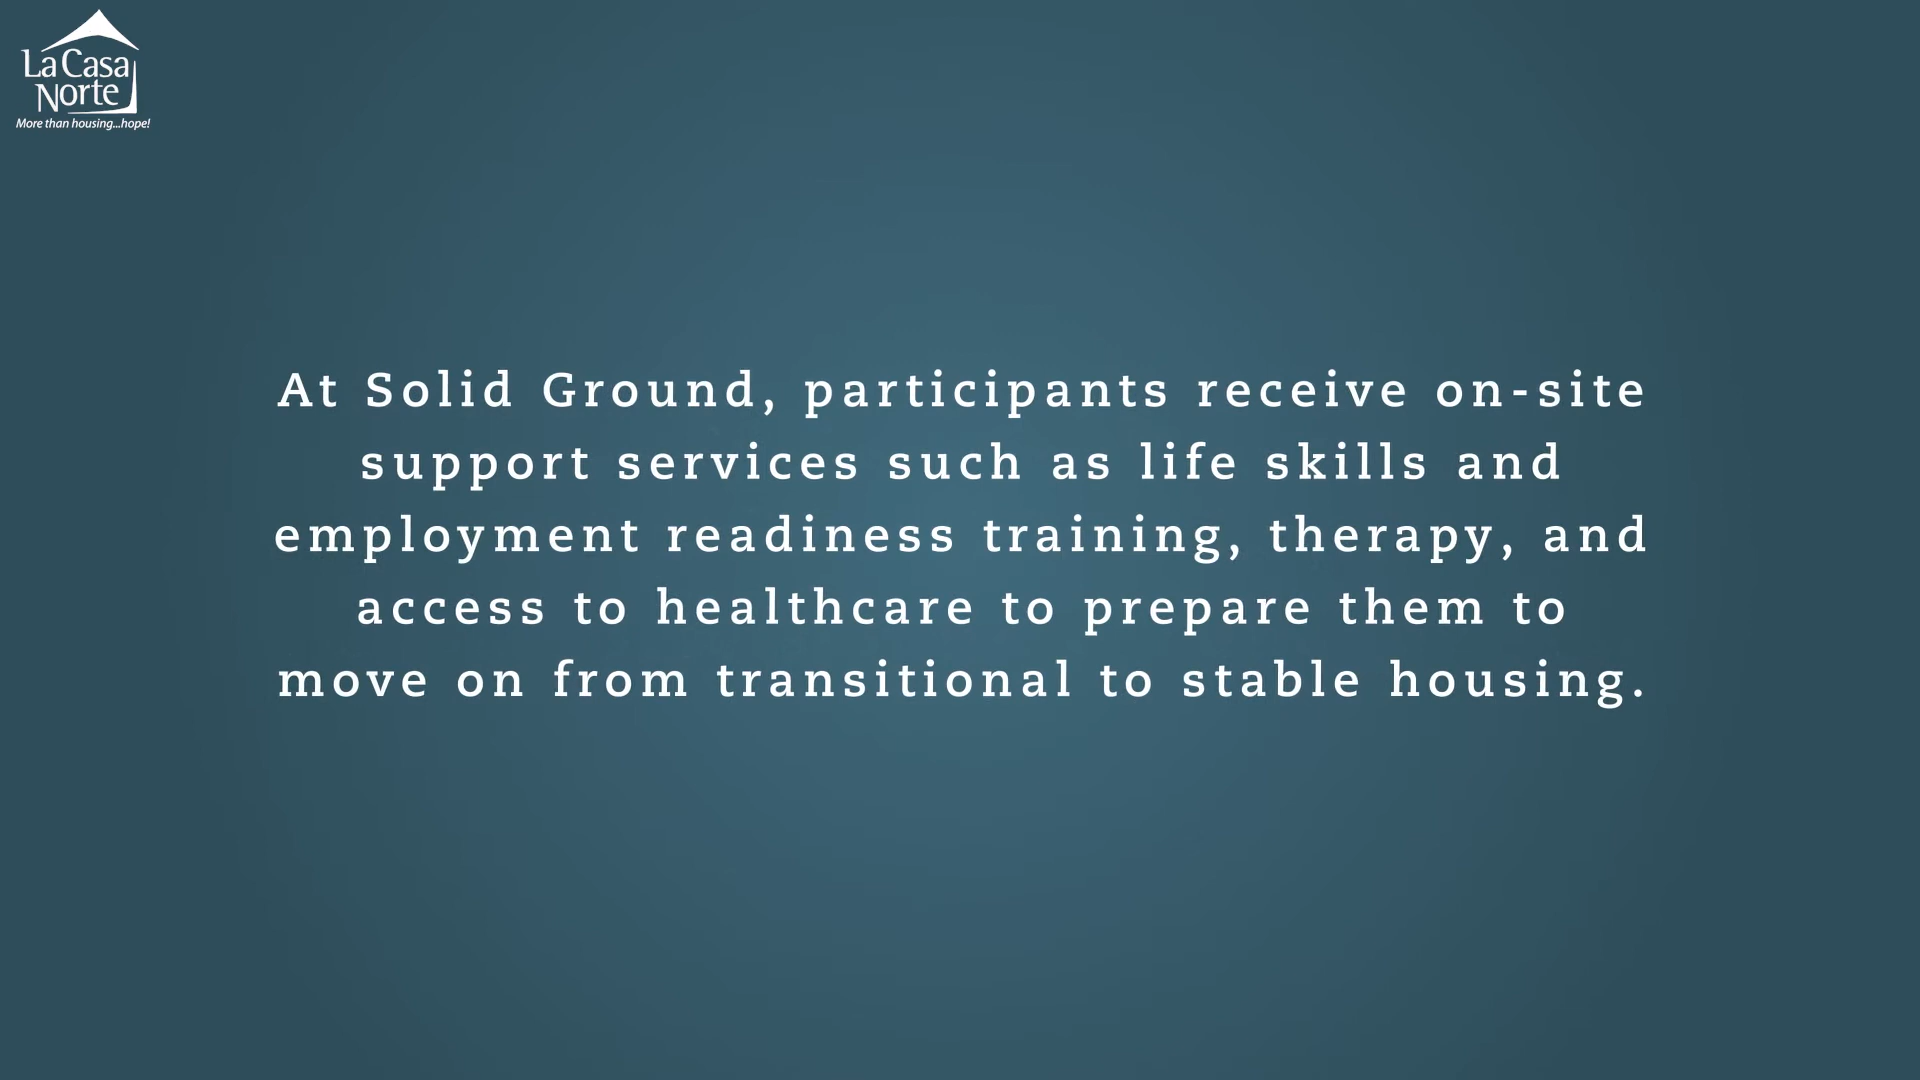 La Casa
Norte
More than housing...hope!
At Solid Ground, participants receive on-site
support services such as life skills and
employment readiness training, therapy, and
access to healthcare to prepare them to
move on from transitional to stable housing.